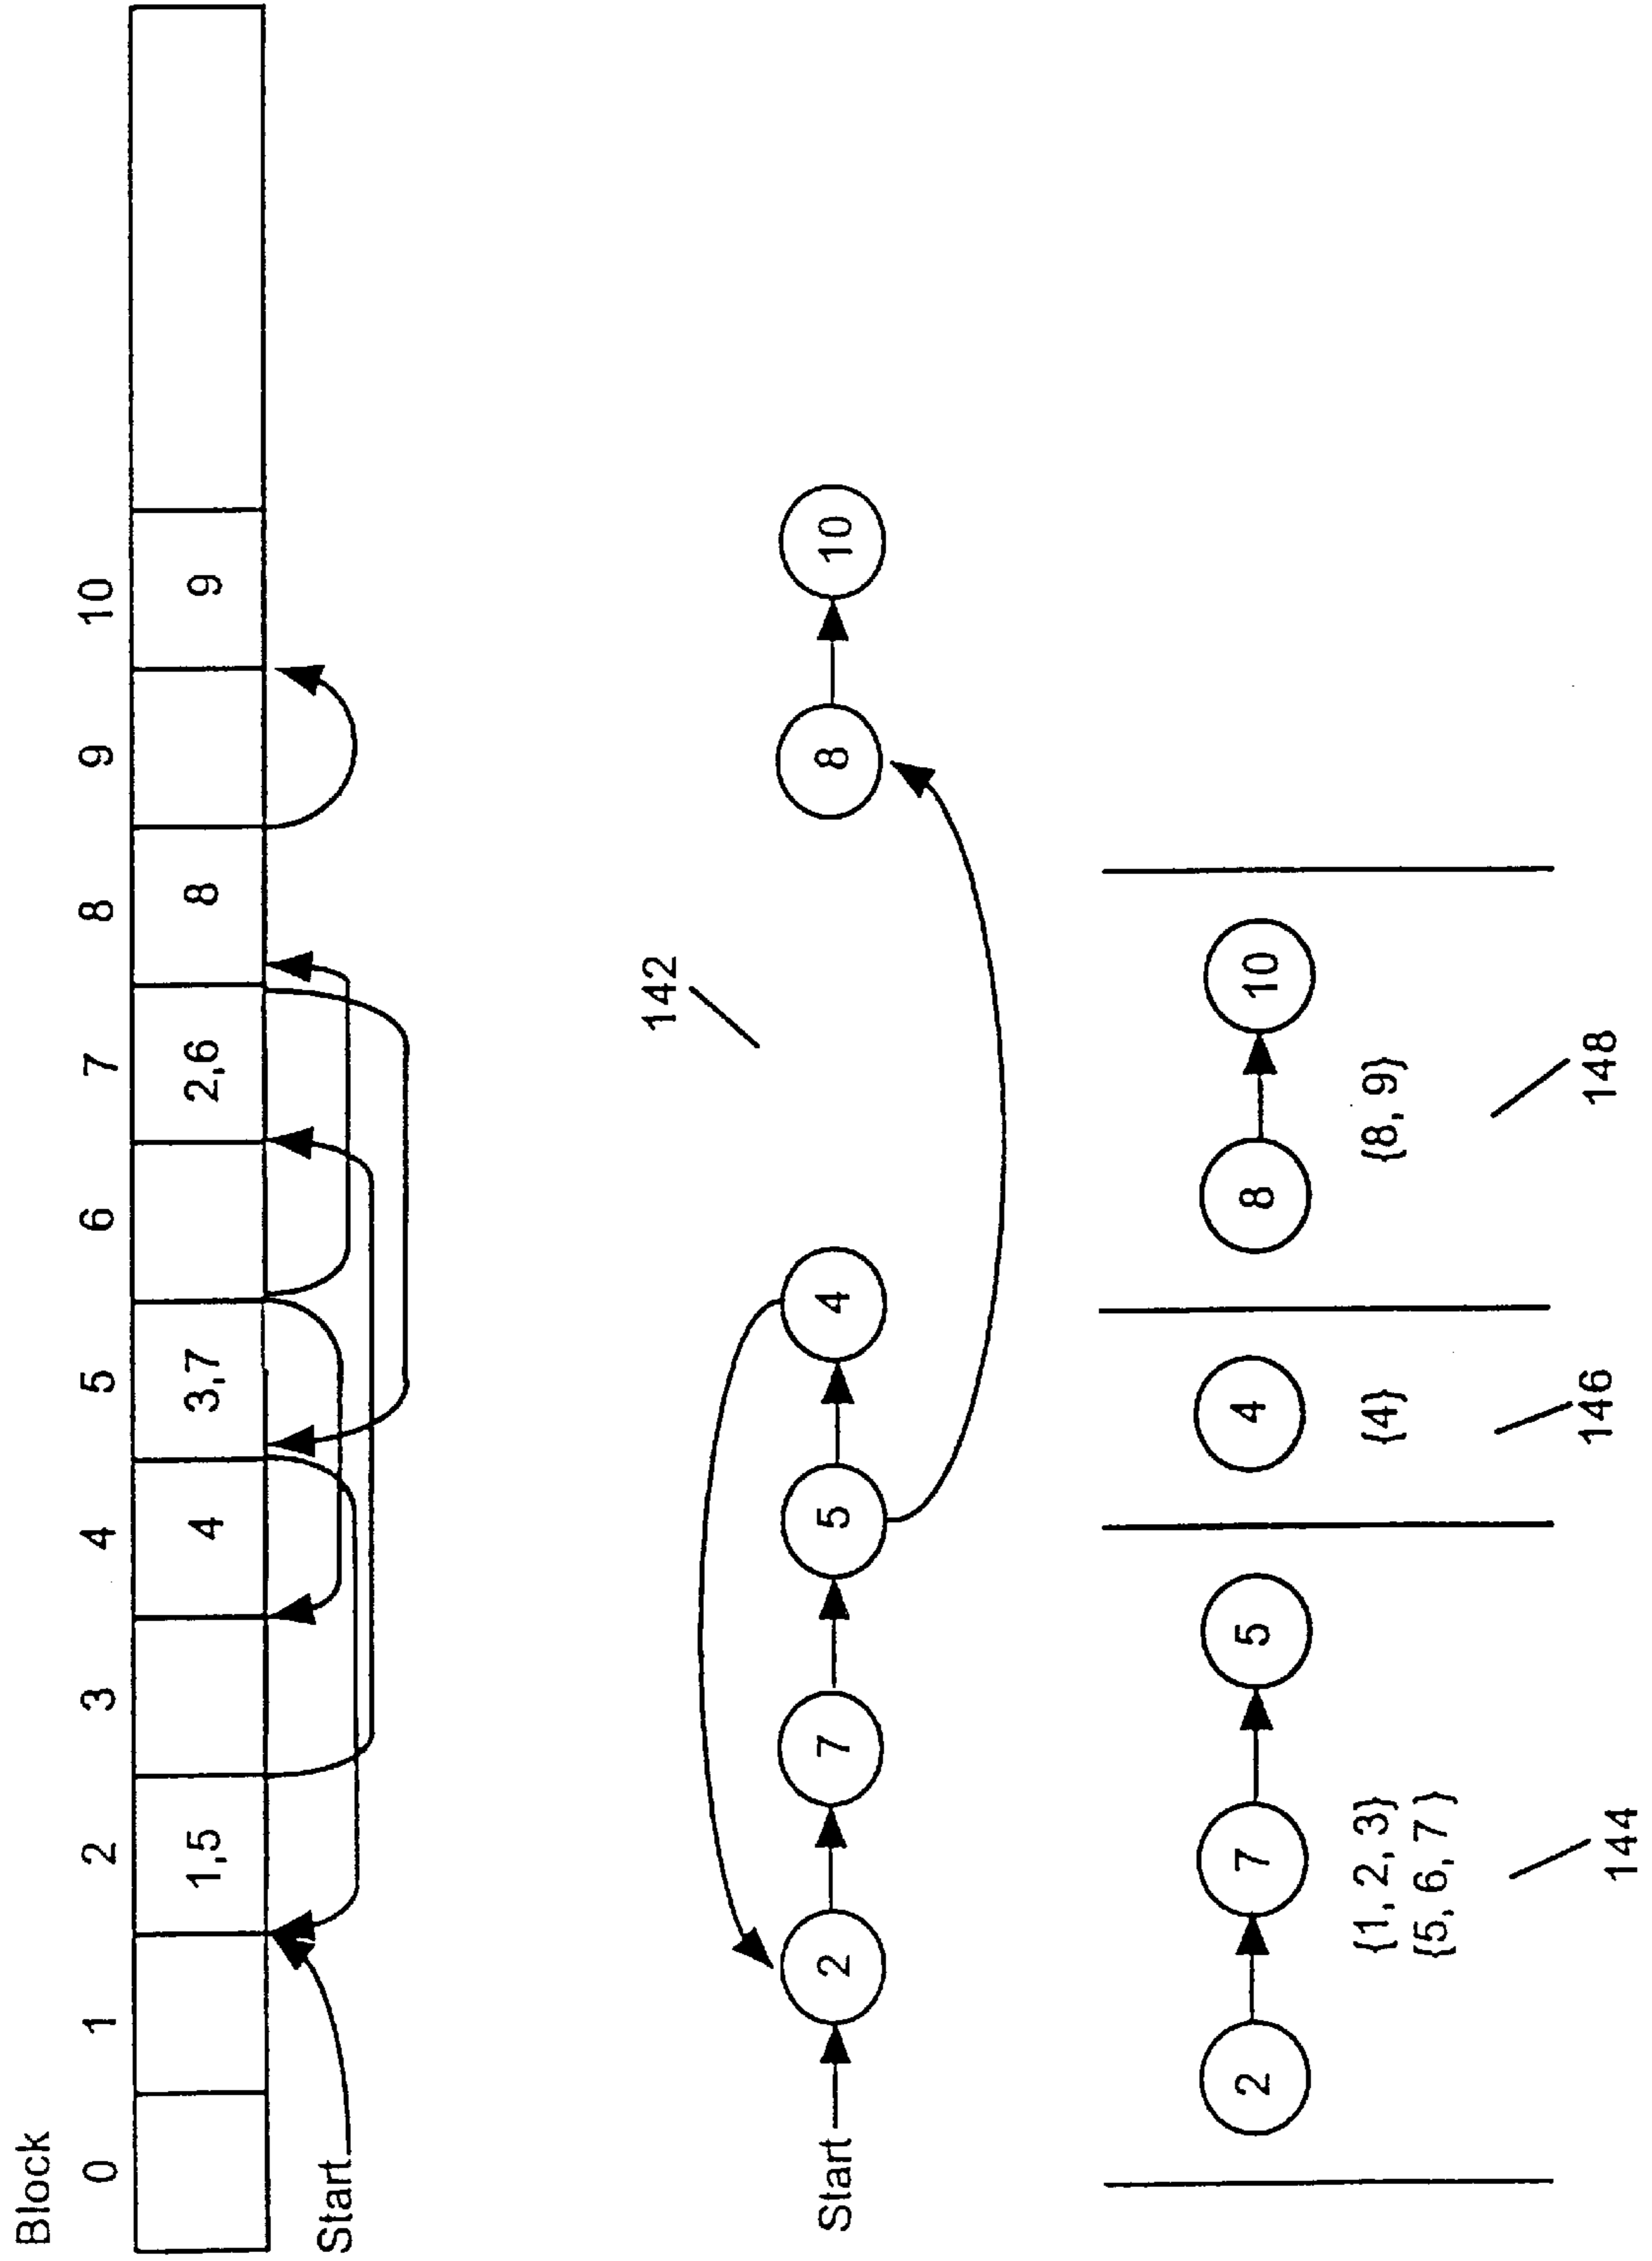 Block
0 1 2 3 4 5 6 7 8 9 10
1,5 4 3,7 2,6 8 9
Start
142
Start 2 7 5 4 8 10
2 7 5 4 8 10
{1, 2, 3} {4} {8, 9}
{5, 6, 7 }
144 146 148